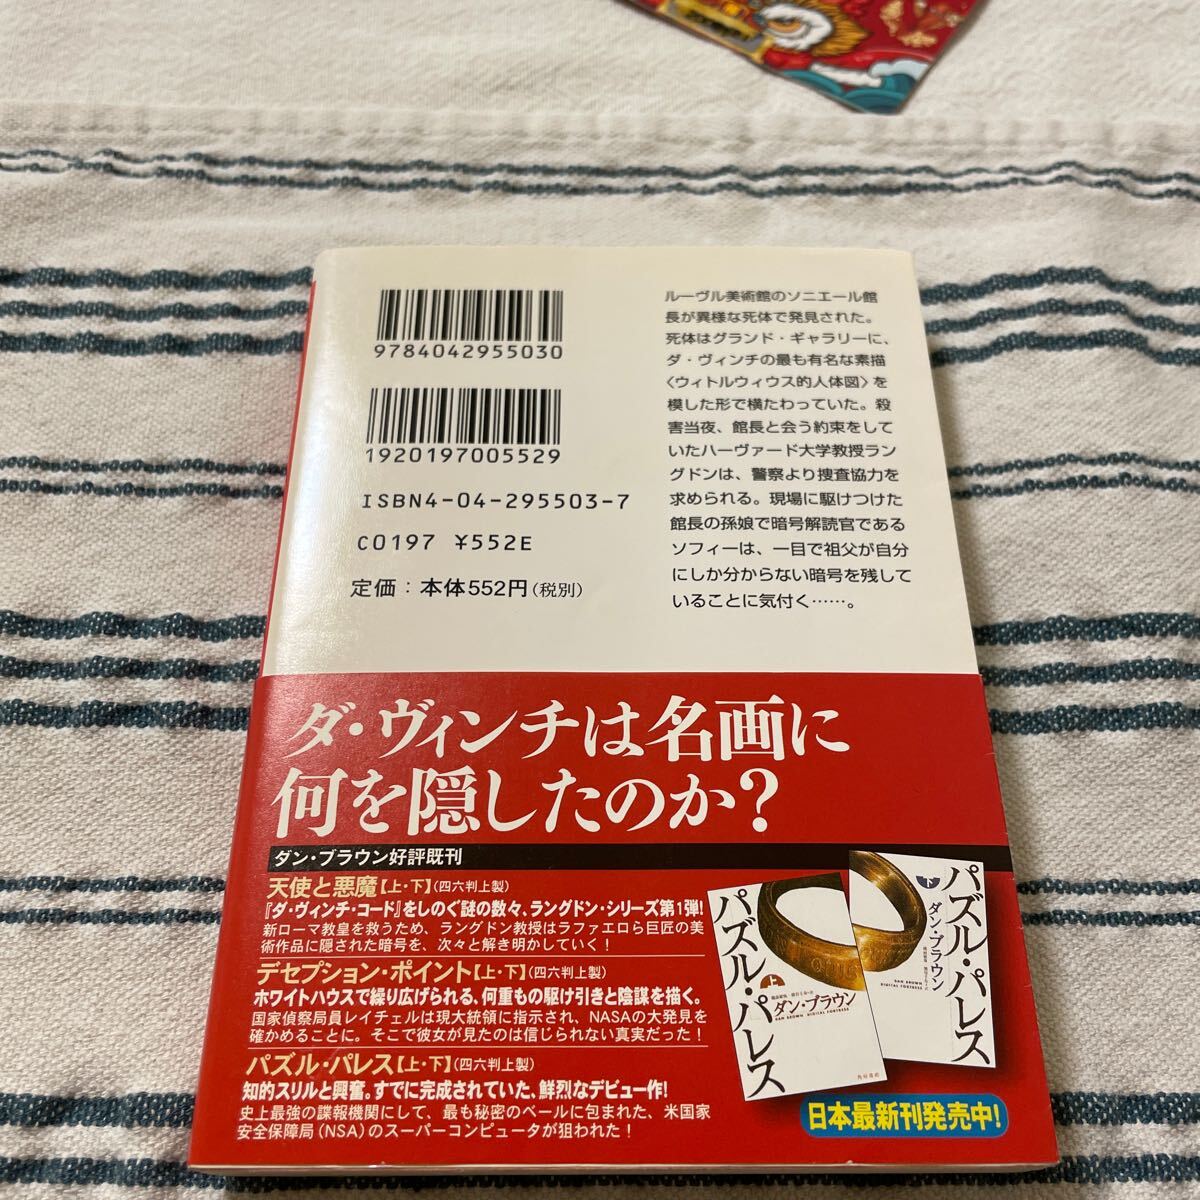 9784042955030
1920197005529
ISBN4-04-295503-7
C0197 ¥552E
定価：本体552円（税別）
ルーヴル美術館のソニエール館
長が異様な死体で発見された。
死体はグランド・ギャラリーに、
ダ・ヴィンチの最も有名な素描
〈ウィトルウィウス的人体図〉を
模した形で横たわっていた。殺
害当夜、館長と会う約束をして
いたハーヴァード大学教授ラン
グドンは、警察より捜査協力を
求められる。現場に駆けつけた
館長の孫娘で暗号解読官である
ソフィーは、一目で祖父が自分
にしか分からない暗号を残して
いることに気付く……。
ダ・ヴィンチは名画に
何を隠したのか？
ダン・ブラウン好評既刊
天使と悪魔【上・下】（四六判上製）
『ダ・ヴィンチ・コード』をしのぐ謎の数々、ラングドン・シリーズ第1弾!
新ローマ教皇を救うため、ラングドン教授はラファエロら巨匠の美
術作品に隠された暗号を、次々と解き明かしていく！
デセプション・ポイント【上・下】（四六判上製）
ホワイトハウスで繰り広げられる、何重もの駆け引きと陰謀を描く。
国家偵察局員レイチェルは現大統領に指示され、NASAの大発見を
確かめることに。そこで彼女が見たのは信じられない真実だった！
パズル・パレス【上・下】（四六判上製）
知的スリルと興奮。すでに完成されていた、鮮烈なデビュー作!
史上最強の諜報機関にして、最も秘密のベールに包まれた、米国家
安全保障局（NSA）のスーパーコンピュータが狙われた！
パズル・パレス
上
ダン・ブラウン
DAN BROWN DIGITAL FORTRESS
角川書店
パズル・パレス
下
ダン・ブラウン
DAN BROWN
DIGITAL FORTRESS
日本最新刊発売中!